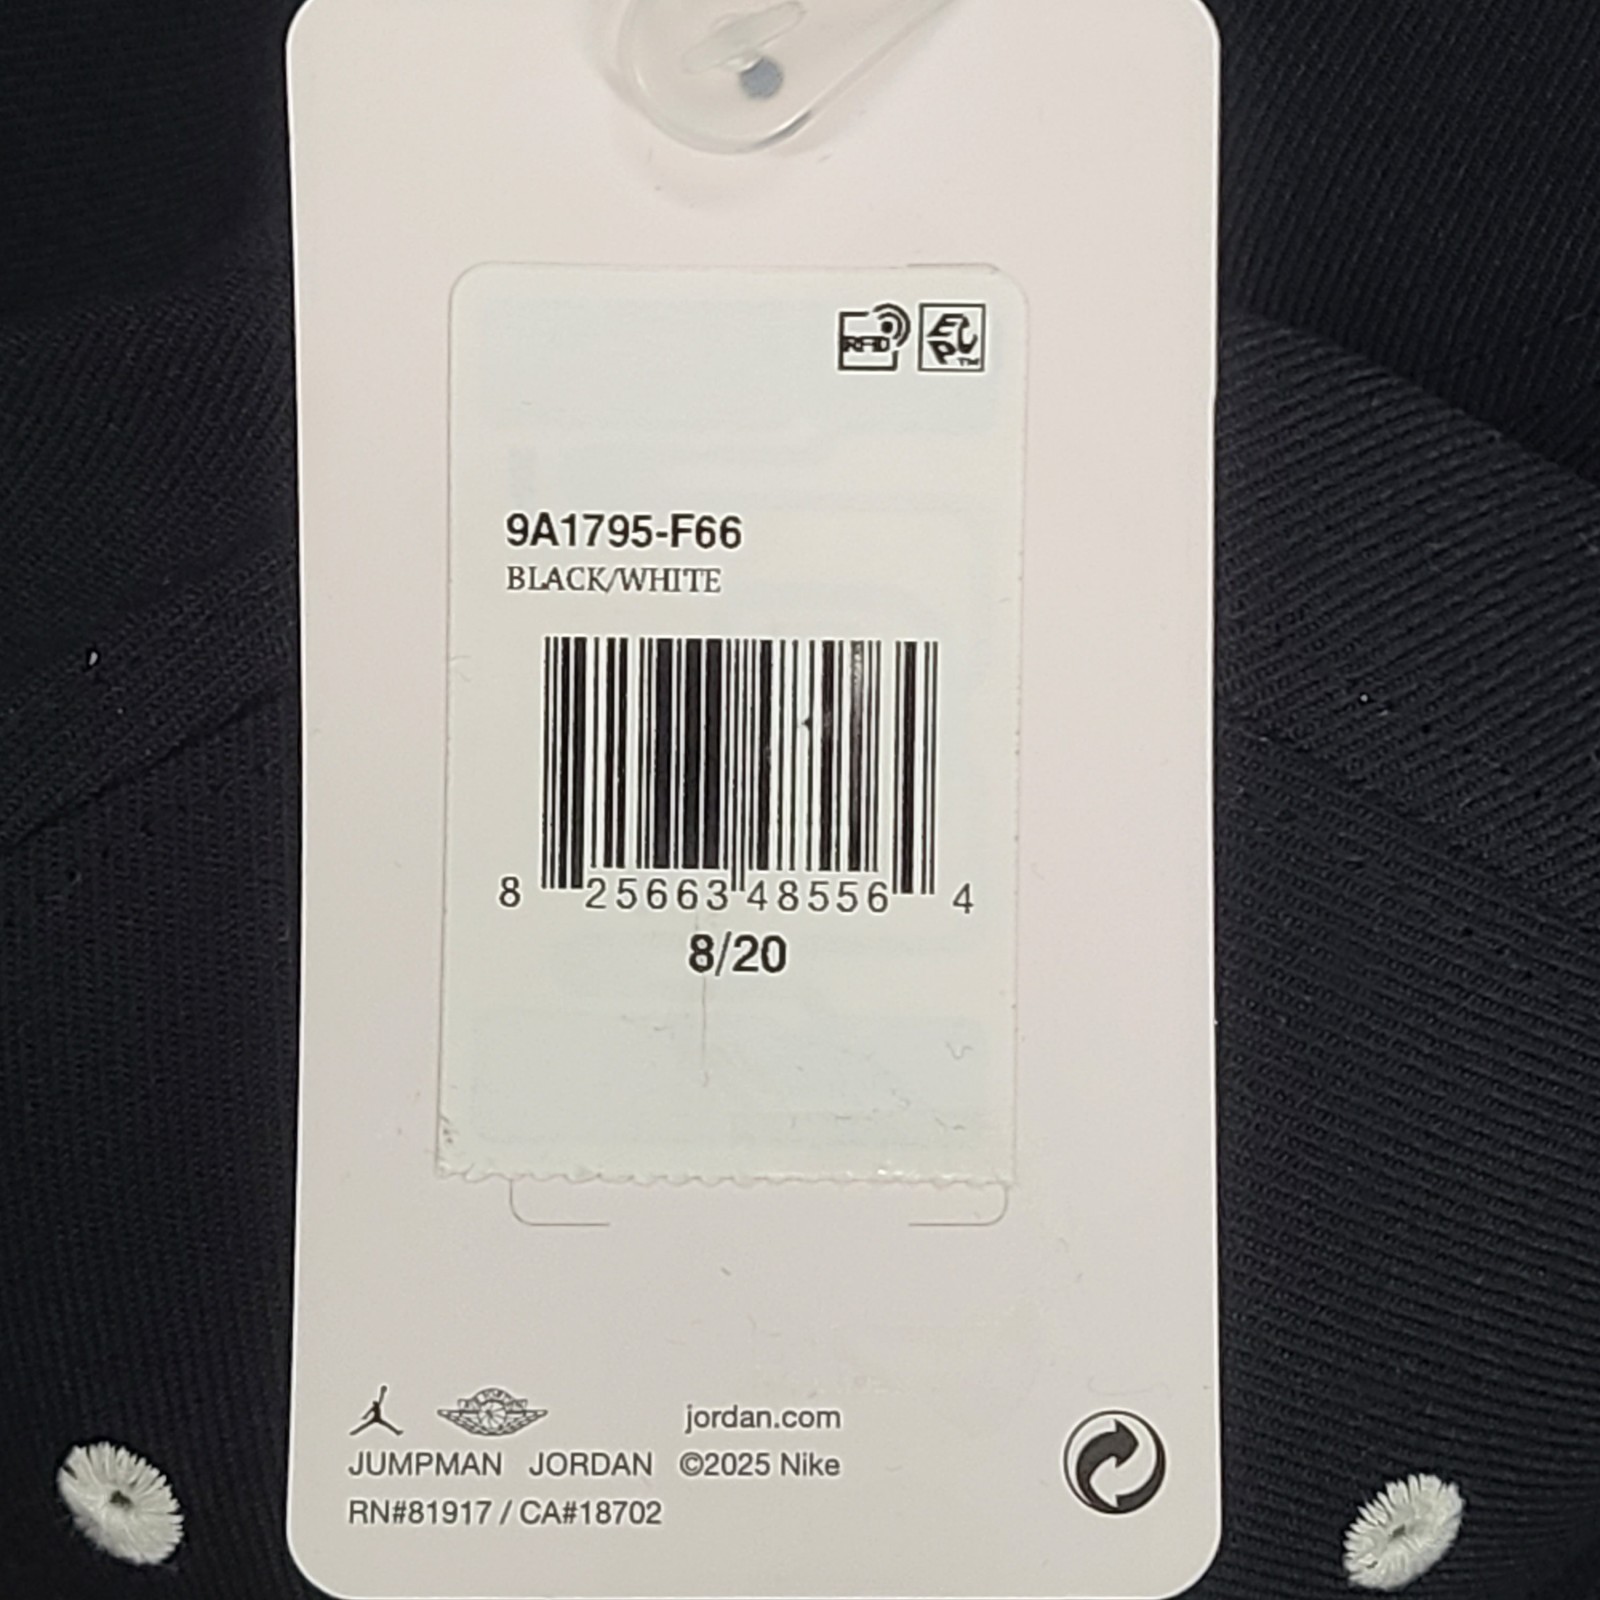 RFID
EPC™
9A1795-F66
BLACK/WHITE
8 25663 48556 4
8/20
jordan.com
JUMPMAN JORDAN ©2025 Nike
RN#81917 / CA#18702